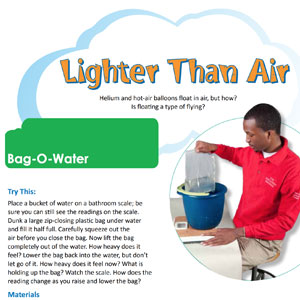 Lighter Than Air
Helium and hot-air balloons float in air, but how?
Is floating a type of flying?
Bag-O-Water
Try This:
Place a bucket of water on a bathroom scale; be
sure you can still see the readings on the scale.
Dunk a large zip-closing plastic bag under water
and fill it half full. Carefully squeeze out the
air before you close the bag. Now lift the bag
completely out of the water. How heavy does it
feel? Lower the bag back into the water, but don't
let go of it. How heavy does it feel now? What is
holding up the bag? Watch the scale. How does the
reading change as you raise and lower the bag?
Materials